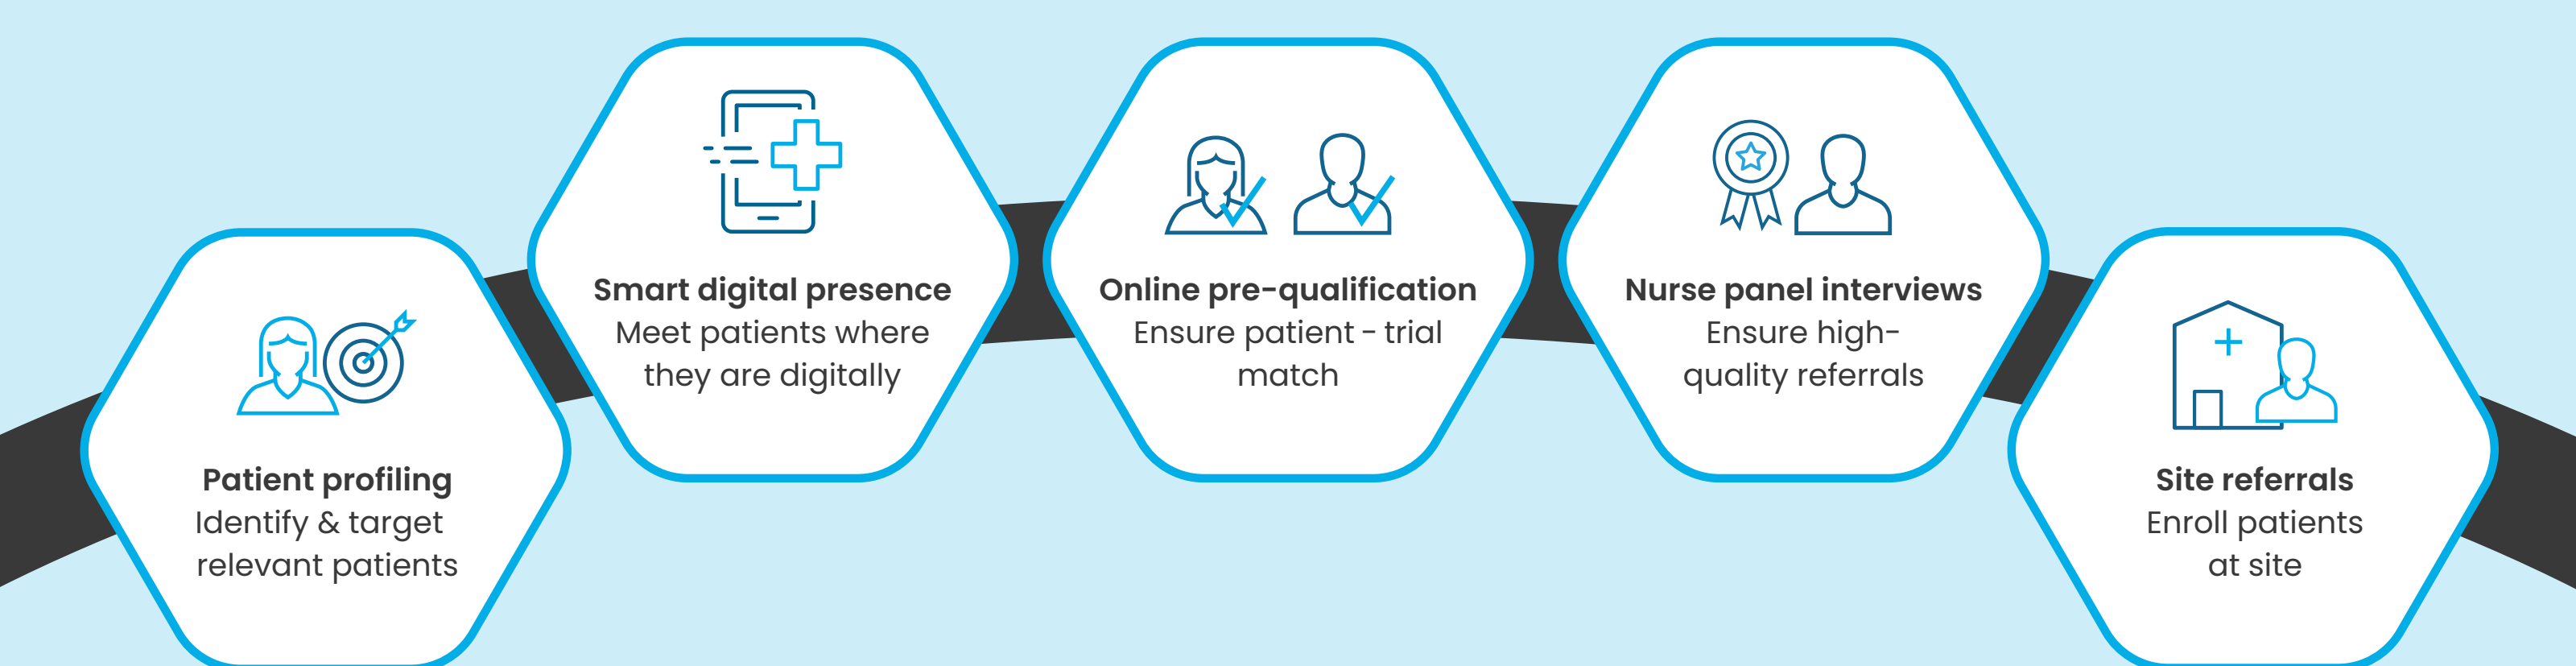 Patient profiling
Identify & target
relevant patients
Smart digital presence
Meet patients where
they are digitally
Online pre-qualification
Ensure patient - trial
match
Nurse panel interviews
Ensure high-
quality referrals
Site referrals
Enroll patients
at site